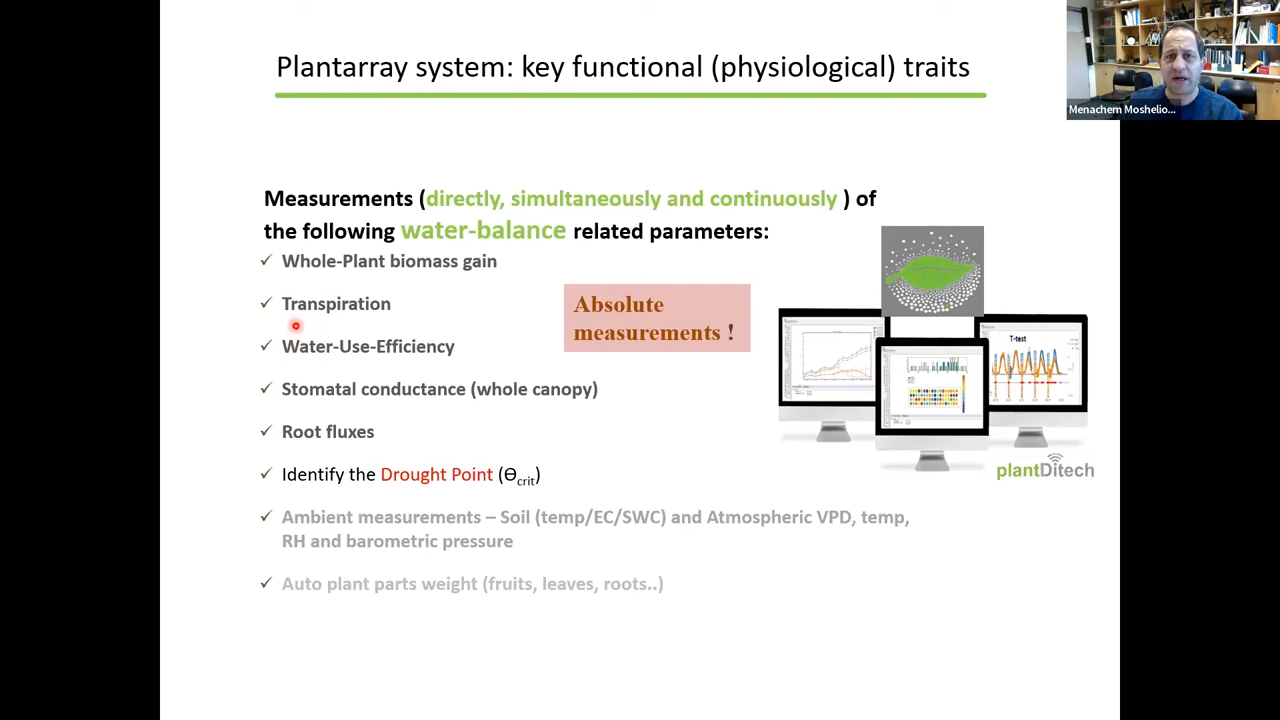 Plantarray system: key functional (physiological) traits
Menachem Moshelio...
Measurements (directly, simultaneously and continuously ) of
the following water-balance related parameters:
✓ Whole-Plant biomass gain
✓ Transpiration
✓ Water-Use-Efficiency
✓ Stomatal conductance (whole canopy)
✓ Root fluxes
✓ Identify the Drought Point (Ɵcrit)
✓ Ambient measurements – Soil (temp/EC/SWC) and Atmospheric VPD, temp,
RH and barometric pressure
✓ Auto plant parts weight (fruits, leaves, roots..)
Absolute
measurements !
T-test
plantDitech